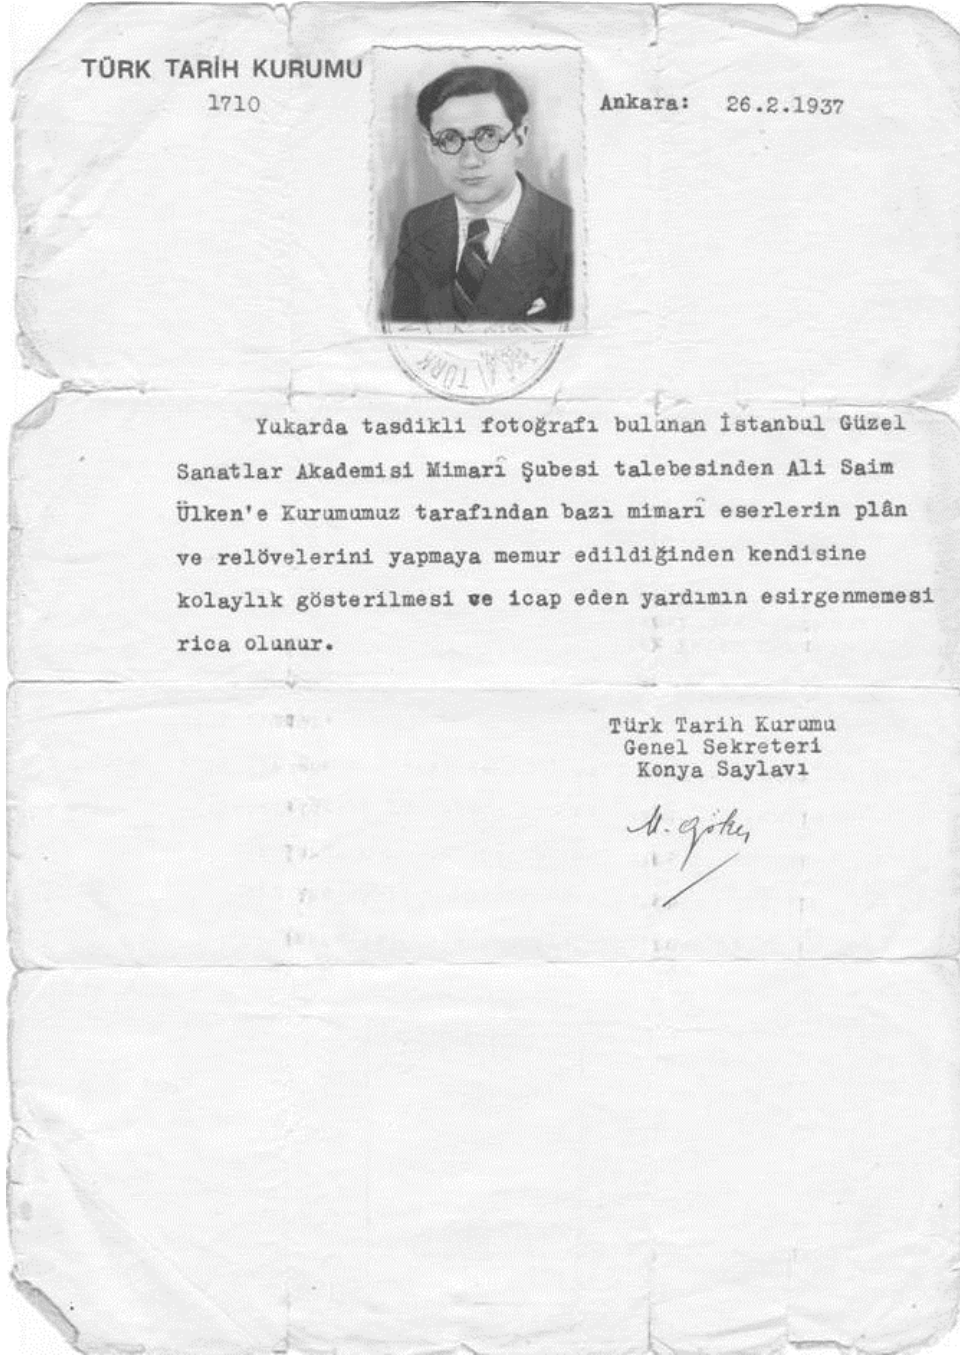 TÜRK TARİH KURUMU
1710
Ankara: 26.2.1937
TÜRK
Yukarda tasdikli fotoğrafı bulunan İstanbul Güzel
Sanatlar Akademisi Mimarî Şubesi talebesinden Ali Saim
Ülken'e Kurumumuz tarafından bazı mimarî eserlerin plân
ve relövelerini yapmaya memur edildiğinden kendisine
kolaylık gösterilmesi ve icap eden yardımın esirgenmemesi
rica olunur.
Türk Tarih Kurumu
Genel Sekreteri
Konya Saylavı
M. Göker